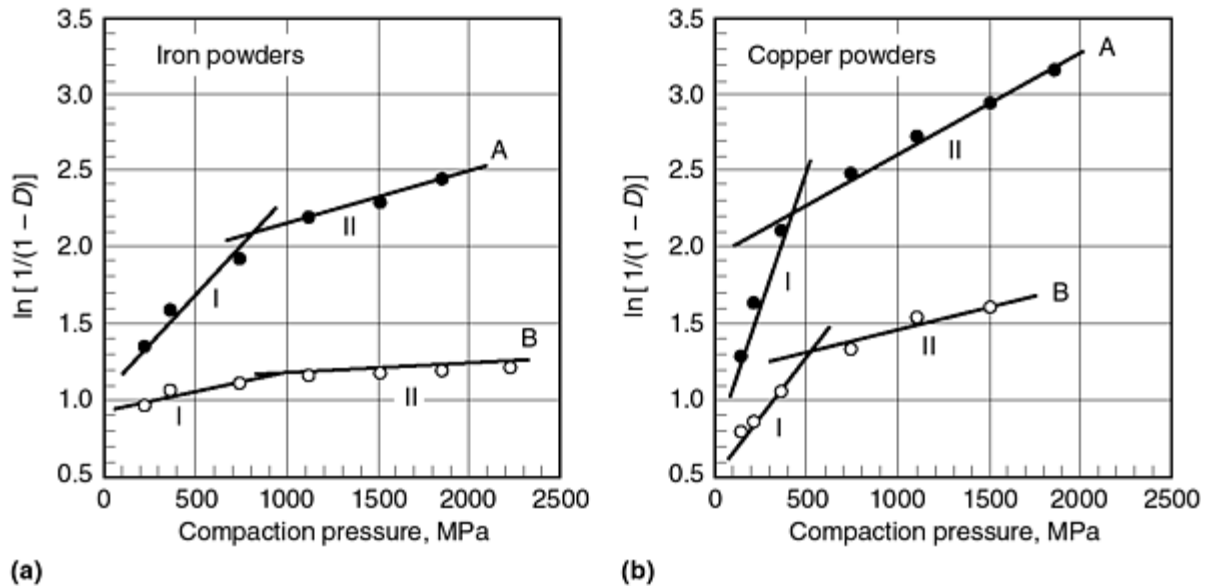 3.5
3.0
2.5
2.0
1.5
1.0
0.5
ln [ 1/(1 – D)]
Iron powders
A
II
I
B
I
II
0 500 1000 1500 2000 2500
Compaction pressure, MPa
(a)
3.5
3.0
2.5
2.0
1.5
1.0
0.5
ln [ 1/(1 – D)]
Copper powders
A
II
I
B
II
I
0 500 1000 1500 2000 2500
Compaction pressure, MPa
(b)